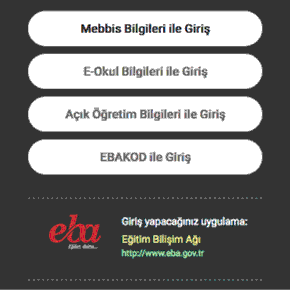 Mebbis Bilgileri ile Giriş
E-Okul Bilgileri ile Giriş
Açık Öğretim Bilgileri ile Giriş
EBAKOD ile Giriş
eba
Giriş yapacağınız uygulama:
Eğitim Bilişim Ağı
http://www.eba.gov.tr